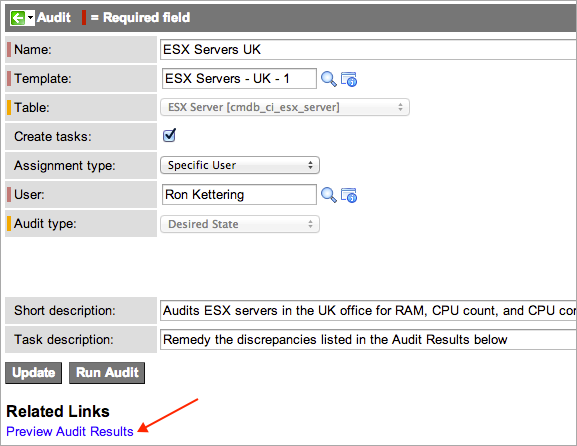 Audit = Required field
Name: ESX Servers UK
Template: ESX Servers - UK - 1
Table: ESX Server [cmdb_ci_esx_server]
Create tasks:
Assignment type: Specific User
User: Ron Kettering
Audit type: Desired State
Short description: Audits ESX servers in the UK office for RAM, CPU count, and CPU
Task description: Remedy the discrepancies listed in the Audit Results below
Update Run Audit
Related Links
Preview Audit Results